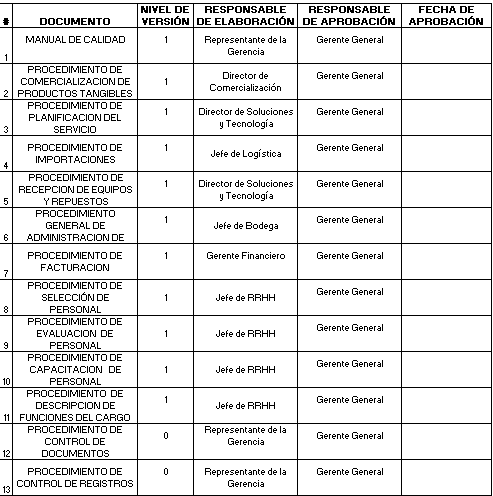 # DOCUMENTO NIVEL DE VERSIÓN RESPONSABLE DE ELABORACIÓN RESPONSABLE DE APROBACIÓN FECHA DE APROBACIÓN
1 MANUAL DE CALIDAD 1 Representante de la Gerencia Gerente General
2 PROCEDIMIENTO DE COMERCIALIZACION DE PRODUCTOS TANGIBLES 1 Director de Comercialización Gerente General
3 PROCEDIMIENTO DE PLANIFICACION DEL SERVICIO 1 Director de Soluciones y Tecnología Gerente General
4 PROCEDIMIENTO DE IMPORTACIONES 1 Jefe de Logística Gerente General
5 PROCEDIMIENTO DE RECEPCION DE EQUIPOS Y REPUESTOS 1 Director de Soluciones y Tecnología Gerente General
6 PROCEDIMIENTO GENERAL DE ADMINISTRACION DE 1 Jefe de Bodega Gerente General
7 PROCEDIMIENTO DE FACTURACION 1 Gerente Financiero Gerente General
8 PROCEDIMIENTO DE SELECCIÓN DE PERSONAL 1 Jefe de RRHH Gerente General
9 PROCEDIMIENTO DE EVALUACION DE PERSONAL 1 Jefe de RRHH Gerente General
10 PROCEDIMIENTO DE CAPACITACION DE PERSONAL 1 Jefe de RRHH Gerente General
11 PROCEDIMIENTO DE DESCRIPCION DE FUNCIONES DEL CARGO 1 Jefe de RRHH Gerente General
12 PROCEDIMIENTO DE CONTROL DE DOCUMENTOS 0 Representante de la Gerencia Gerente General
13 PROCEDIMIENTO DE CONTROL DE REGISTROS 0 Representante de la Gerencia Gerente General